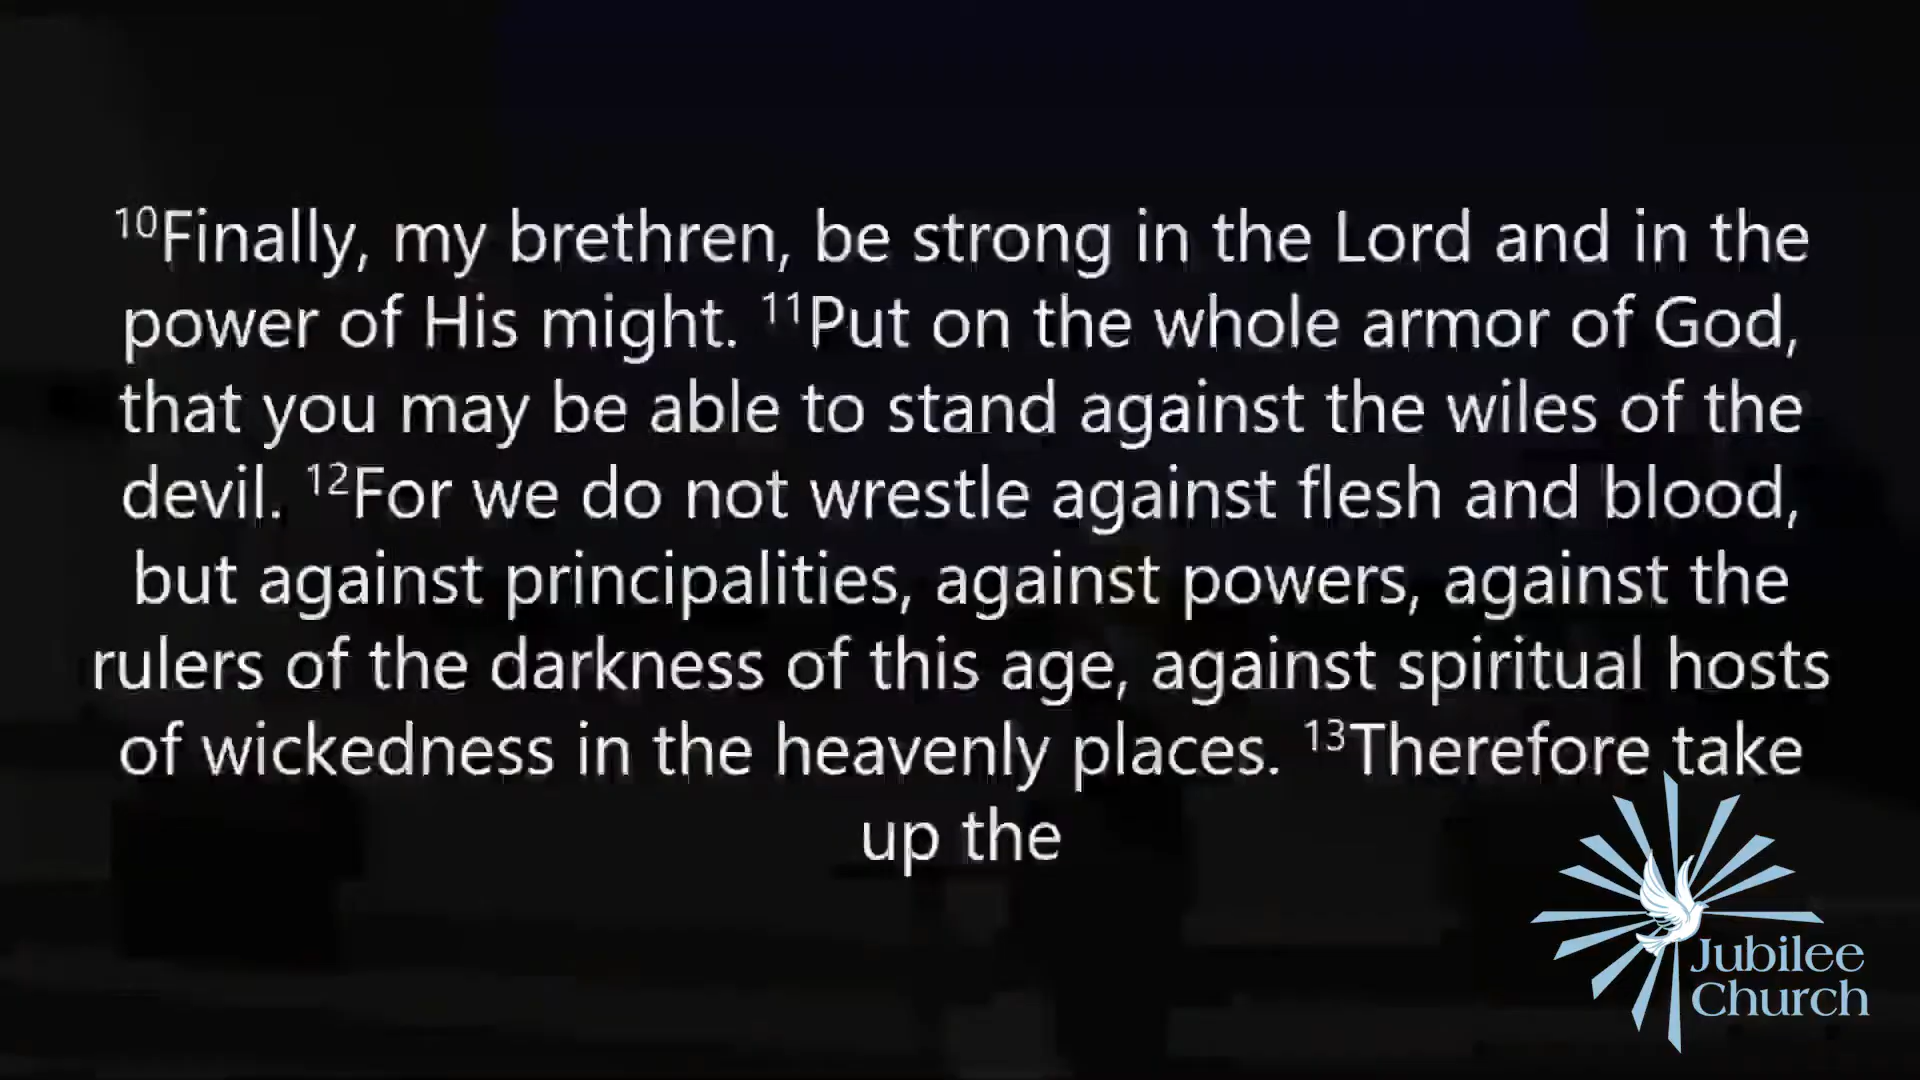 ¹⁰Finally, my brethren, be strong in the Lord and in the
power of His might. ¹¹Put on the whole armor of God,
that you may be able to stand against the wiles of the
devil. ¹²For we do not wrestle against flesh and blood,
but against principalities, against powers, against the
rulers of the darkness of this age, against spiritual hosts
of wickedness in the heavenly places. ¹³Therefore take
up the
Jubilee
Church